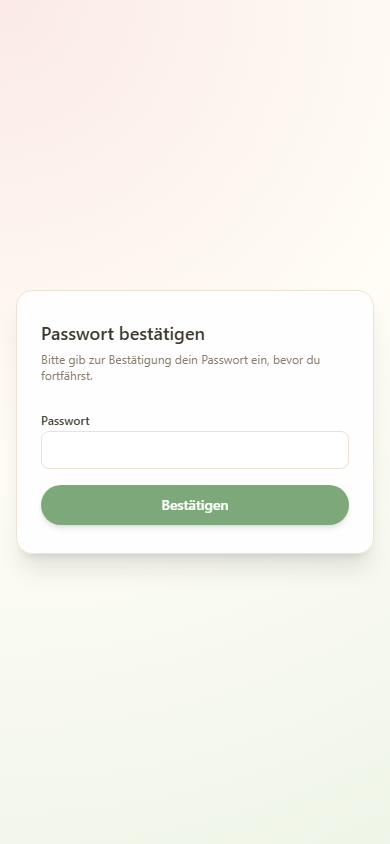 Passwort bestätigen
Bitte gib zur Bestätigung dein Passwort ein, bevor du
fortfährst.
Passwort
Bestätigen